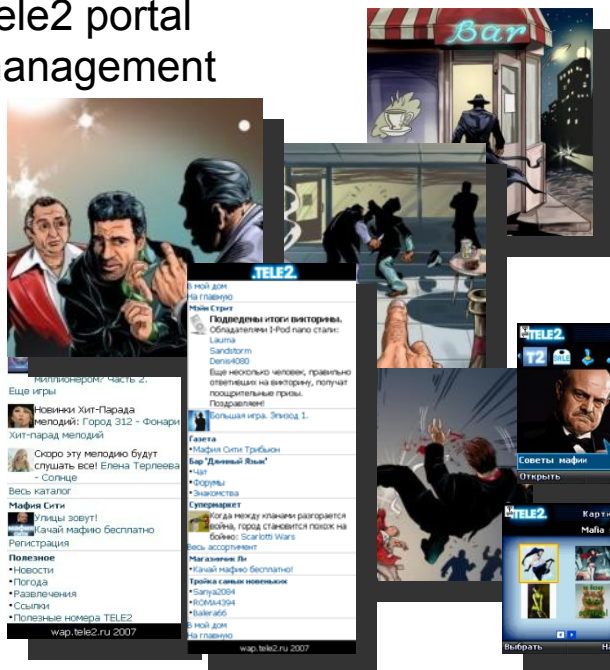 ele2 portal
anagement
Bar
TELE2
В мой дом
На главную
Мэйн Стрит
Подведены итоги викторины.
Обладателями I-Pod nano стали:
Lauma
Sandstorm
Denis4080
Еще несколько человек, правильно
ответивших на викторину, получат
поощрительные призы.
Поздравляем!
Большая игра. Эпизод 1.
Газета
•Мафия Сити Трибьюн
Бар "Длинный Язык"
•Чат
•Форумы
•Знакомства
Супермаркет
Когда между кланами разгорается
война, город становится похож на
бойню: Scarlotti Wars
Весь ассортимент
Магазинчик Ли
•Качай мафию бесплатно!
Тройка самых новеньких
•Sanya2084
•ROMA4394
•Balera66
В мой дом
На главную
wap.tele2.ru 2007
Миллионером? Часть 2.
Еще игры
Новинки Хит-Парада
мелодий: Город 312 - Фонари
Хит-парад мелодий
Скоро эту мелодию будут
слушать все! Елена Терлеева
- Солнце
Весь каталог
Мафия Сити
Улицы зовут!
Качай мафию бесплатно
Регистрация
Полезное
•Новости
•Погода
•Развлечения
•Ссылки
•Полезные номера TELE2
wap.tele2.ru 2007
TELE2
T2 SALE
Советы мафии
Открыть
TELE2
Карти
Mafia
Выбрать На